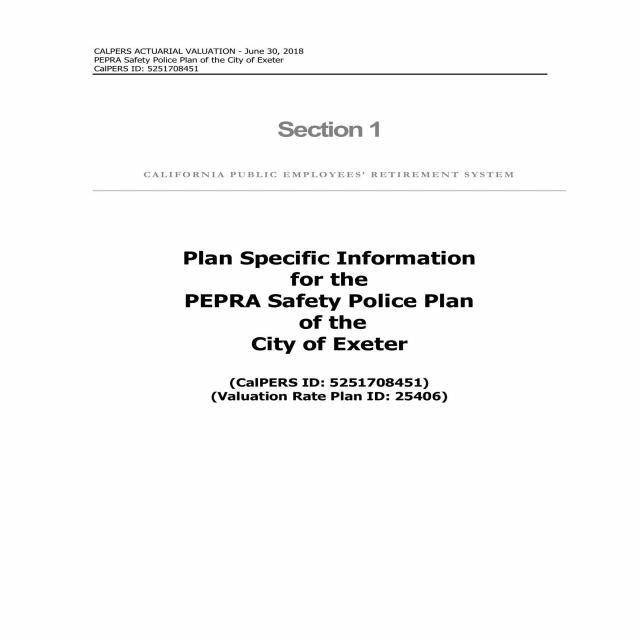 CALPERS ACTUARIAL VALUATION - June 30, 2018
PEPRA Safety Police Plan of the City of Exeter
CalPERS ID: 5251708451
Section 1
CALIFORNIA PUBLIC EMPLOYEES' RETIREMENT SYSTEM
Plan Specific Information
for the
PEPRA Safety Police Plan
of the
City of Exeter
(CalPERS ID: 5251708451)
(Valuation Rate Plan ID: 25406)